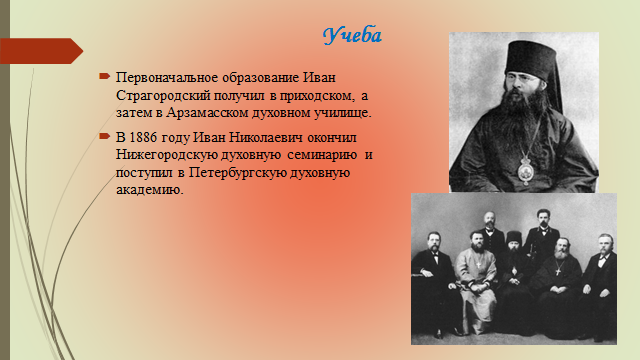 Учеба
Первоначальное образование Иван
Страгородский получил в приходском, а
затем в Арзамасском духовном училище.
В 1886 году Иван Николаевич окончил
Нижегородскую духовную семинарию и
поступил в Петербургскую духовную
академию.